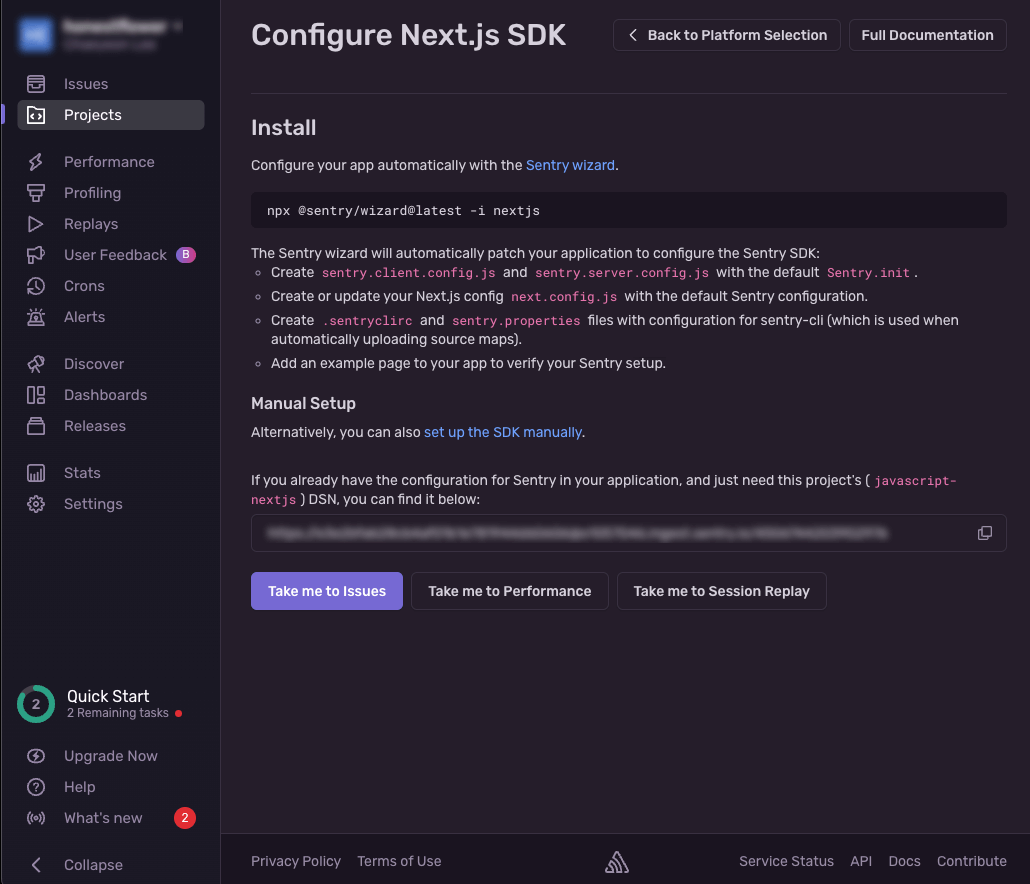 Issues
Projects
Performance
Profiling
Replays
User Feedback B
Crons
Alerts
Discover
Dashboards
Releases
Stats
Settings
2
Quick Start
2 Remaining tasks
Upgrade Now
Help
What's new 2
Collapse
Configure Next.js SDK
Back to Platform Selection
Full Documentation
Install
Configure your app automatically with the Sentry wizard.
npx @sentry/wizard@latest -i nextjs
The Sentry wizard will automatically patch your application to configure the Sentry SDK:
Create sentry.client.config.js and sentry.server.config.js with the default Sentry.init.
Create or update your Next.js config next.config.js with the default Sentry configuration.
Create .sentryclirc and sentry.properties files with configuration for sentry-cli (which is used when
automatically uploading source maps).
Add an example page to your app to verify your Sentry setup.
Manual Setup
Alternatively, you can also set up the SDK manually.
If you already have the configuration for Sentry in your application, and just need this project's ( javascript-
nextjs ) DSN, you can find it below:
Take me to Issues
Take me to Performance
Take me to Session Replay
Privacy Policy
Terms of Use
Service Status
API
Docs
Contribute